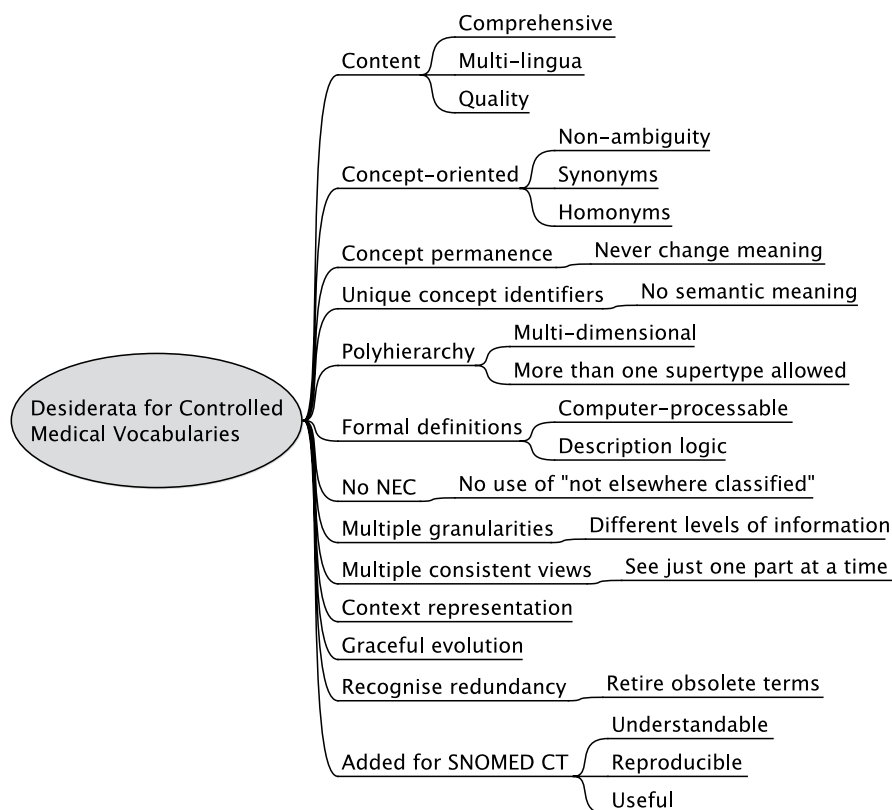 Desiderata for Controlled
Medical Vocabularies
Content
Comprehensive
Multi-lingua
Quality
Concept-oriented
Non-ambiguity
Synonyms
Homonyms
Concept permanence
Never change meaning
Unique concept identifiers
No semantic meaning
Polyhierarchy
Multi-dimensional
More than one supertype allowed
Formal definitions
Computer-processable
Description logic
No NEC
No use of "not elsewhere classified"
Multiple granularities
Different levels of information
Multiple consistent views
See just one part at a time
Context representation
Graceful evolution
Recognise redundancy
Retire obsolete terms
Added for SNOMED CT
Understandable
Reproducible
Useful